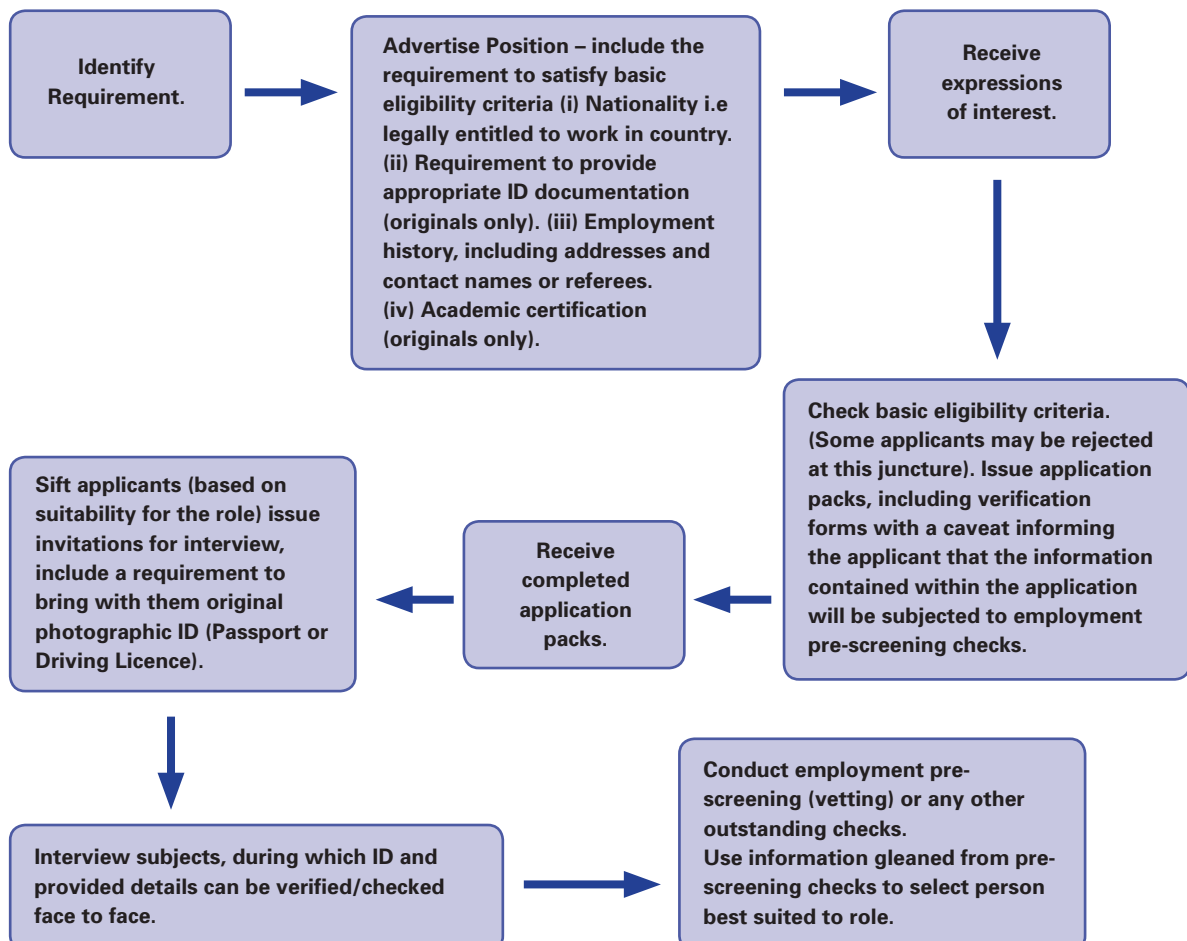 Identify
Requirement.
Advertise Position – include the
requirement to satisfy basic
eligibility criteria (i) Nationality i.e
legally entitled to work in country.
(ii) Requirement to provide
appropriate ID documentation
(originals only). (iii) Employment
history, including addresses and
contact names or referees.
(iv) Academic certification
(originals only).
Receive
expressions
of interest.
Check basic eligibility criteria.
(Some applicants may be rejected
at this juncture). Issue application
packs, including verification
forms with a caveat informing
the applicant that the information
contained within the application
will be subjected to employment
pre-screening checks.
Receive
completed
application
packs.
Sift applicants (based on
suitability for the role) issue
invitations for interview,
include a requirement to
bring with them original
photographic ID (Passport or
Driving Licence).
Interview subjects, during which ID and
provided details can be verified/checked
face to face.
Conduct employment pre-
screening (vetting) or any other
outstanding checks.
Use information gleaned from pre-
screening checks to select person
best suited to role.